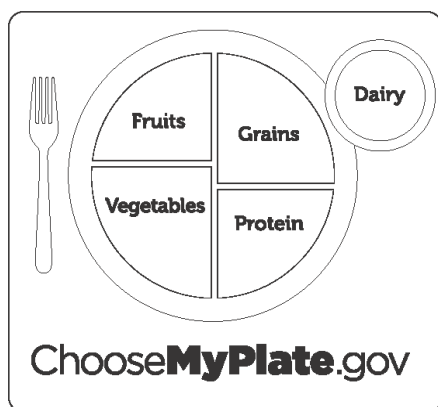 Dairy
Fruits
Grains
Vegetables
Protein
ChooseMyPlate.gov